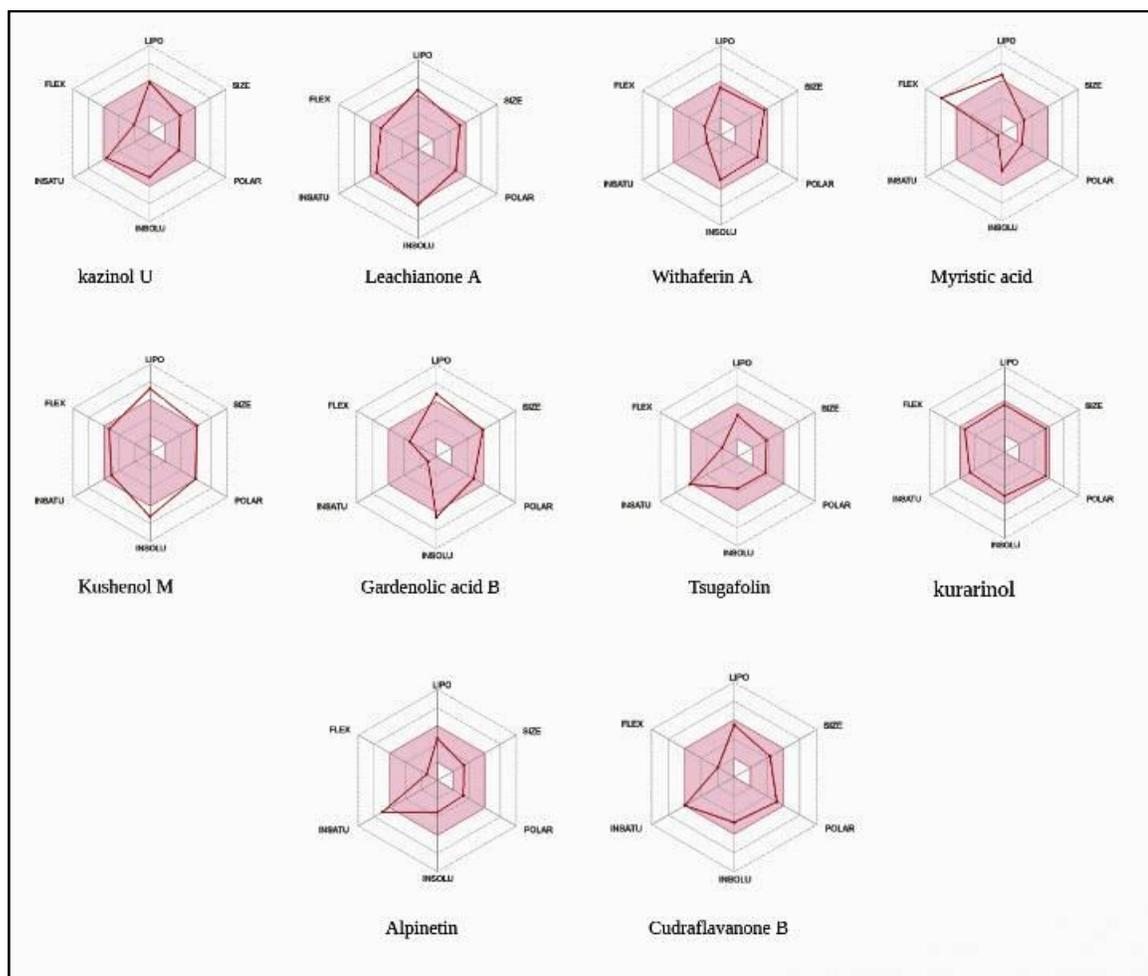 LIPO
FLEX
SIZE
INSATU
POLAR
INSOLU
kazinol U
LIPO
FLEX
SIZE
INSATU
POLAR
INSOLU
Leachianone A
LIPO
FLEX
SIZE
INSATU
POLAR
INSOLU
Withaferin A
LIPO
FLEX
SIZE
INSATU
POLAR
INSOLU
Myristic acid
LIPO
FLEX
SIZE
INSATU
POLAR
INSOLU
Kushenol M
LIPO
FLEX
SIZE
INSATU
POLAR
INSOLU
Gardenolic acid B
LIPO
FLEX
SIZE
INSATU
POLAR
INSOLU
Tsugafolin
LIPO
FLEX
SIZE
INSATU
POLAR
INSOLU
kurarinol
LIPO
FLEX
SIZE
INSATU
POLAR
INSOLU
Alpinetin
LIPO
FLEX
SIZE
INSATU
POLAR
INSOLU
Cudraflavanone B